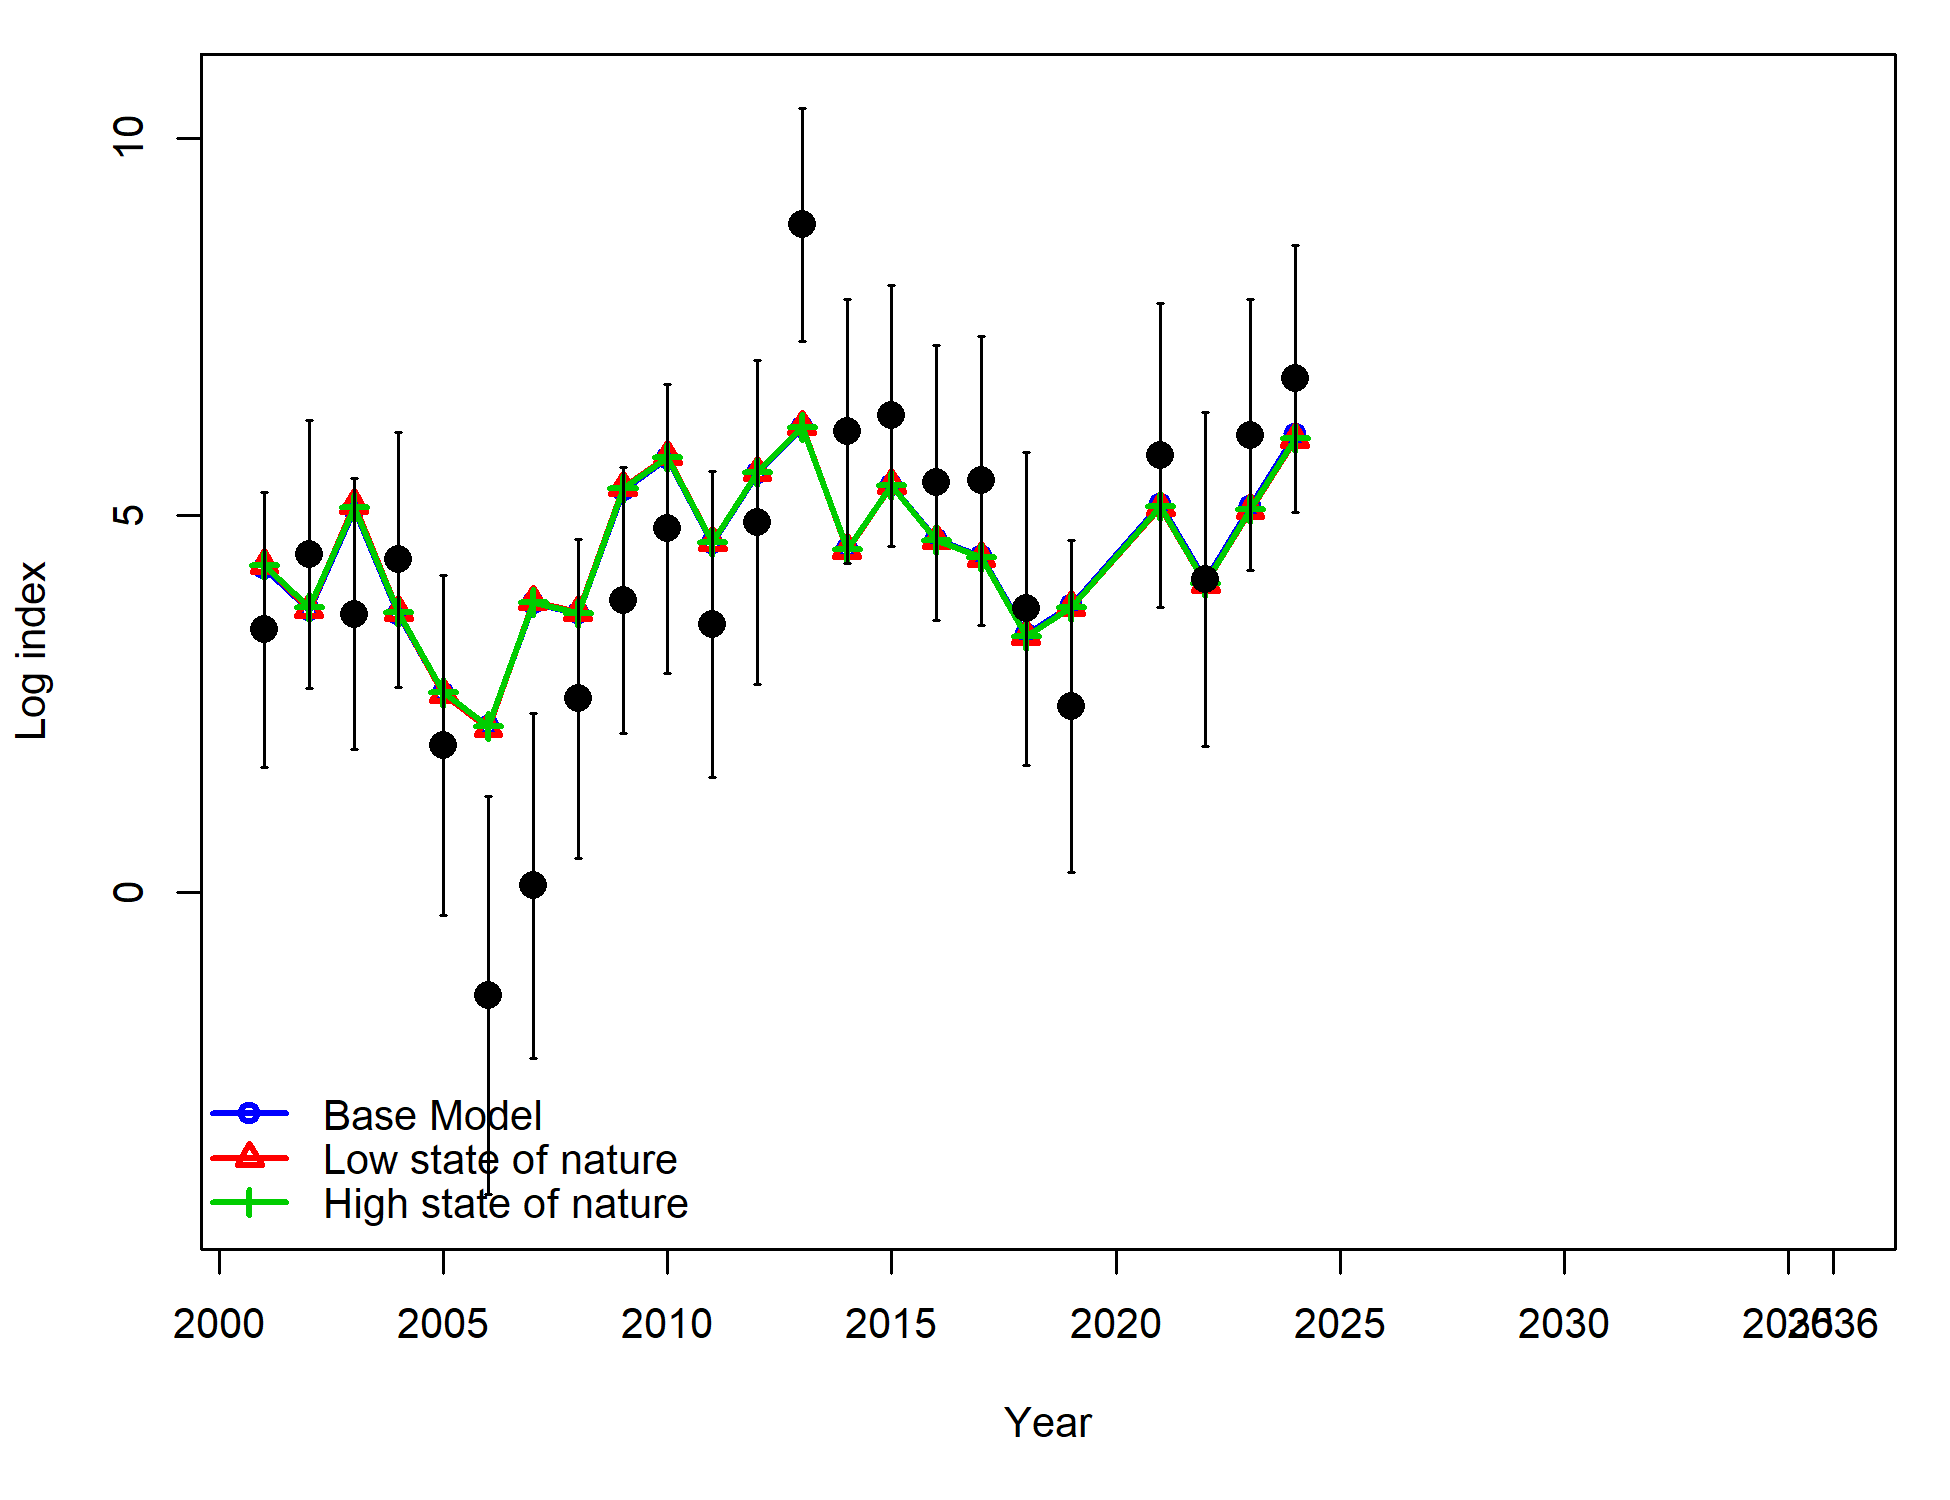 10
5
0
Log index
Base Model
Low state of nature
High state of nature
2000 2005 2010 2015 2020 2025 2030 2035 2036
Year